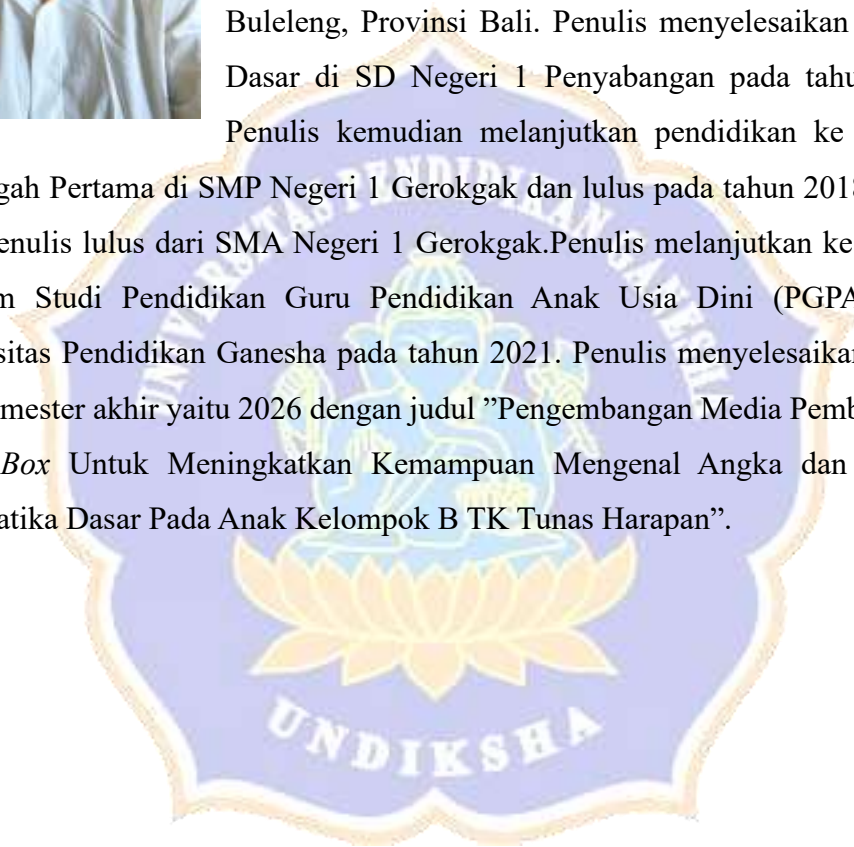 Buleleng, Provinsi Bali. Penulis menyelesaikan
Dasar di SD Negeri 1 Penyabangan pada tahu
Penulis kemudian melanjutkan pendidikan ke
gah Pertama di SMP Negeri 1 Gerokgak dan lulus pada tahun 2018
enulis lulus dari SMA Negeri 1 Gerokgak.Penulis melanjutkan ke
m Studi Pendidikan Guru Pendidikan Anak Usia Dini (PGPA
sitas Pendidikan Ganesha pada tahun 2021. Penulis menyelesaikan
mester akhir yaitu 2026 dengan judul ”Pengembangan Media Pemb
Box Untuk Meningkatkan Kemampuan Mengenal Angka dan
atika Dasar Pada Anak Kelompok B TK Tunas Harapan”.
UNIVERSITAS PENDIDIKAN GANESHA
UNDIKSHA